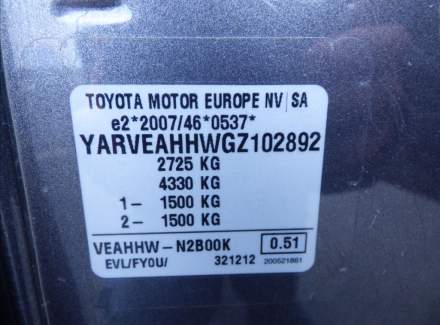 TOYOTA MOTOR EUROPE NV/SA
e2*2007/46*0537*
YARVEAHHWGZ102892
2725 KG
4330 KG
1- 1500 KG
2- 1500 KG
VEAHHW-N2B00K 0.51
EVL/FY0U/ 321212 200521861